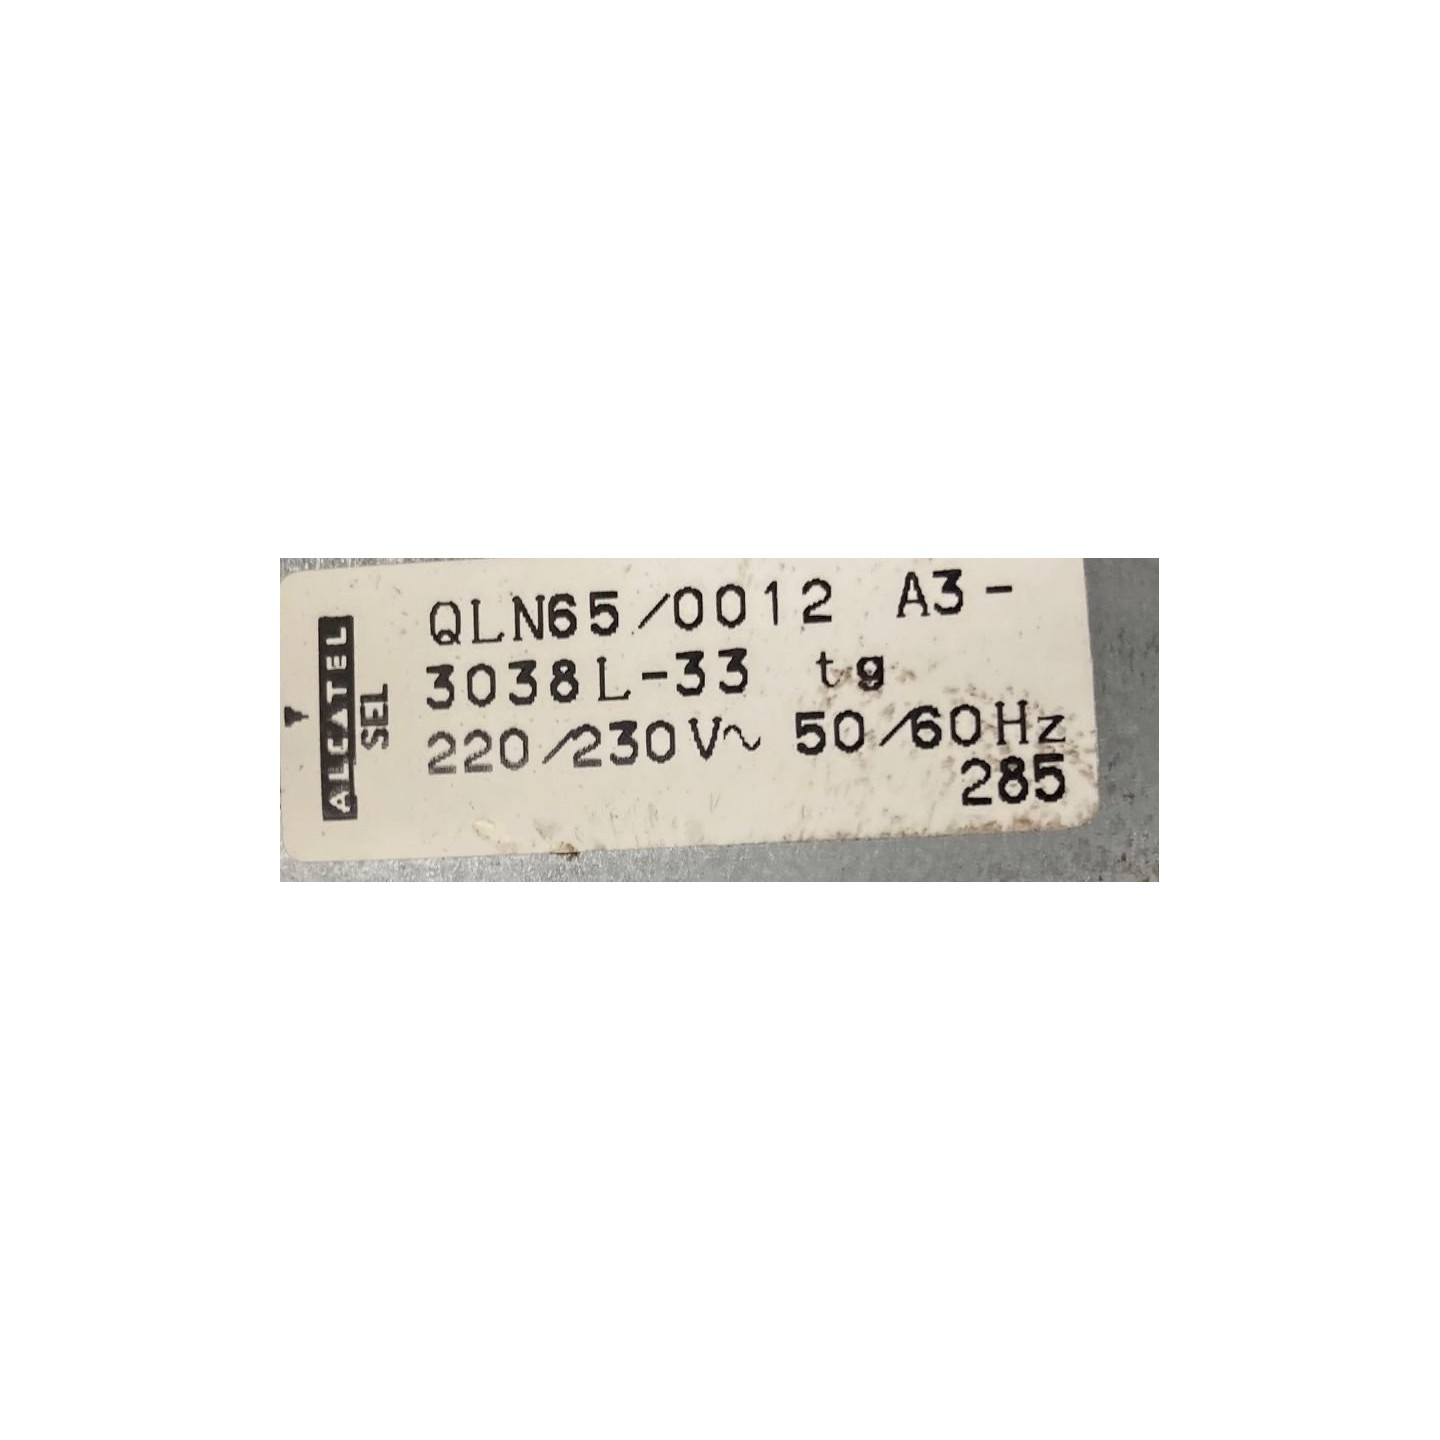 ALCATEL
SEL
QLN65/0012 A3-
3038L-33 tg
220/230V~ 50/60Hz
285